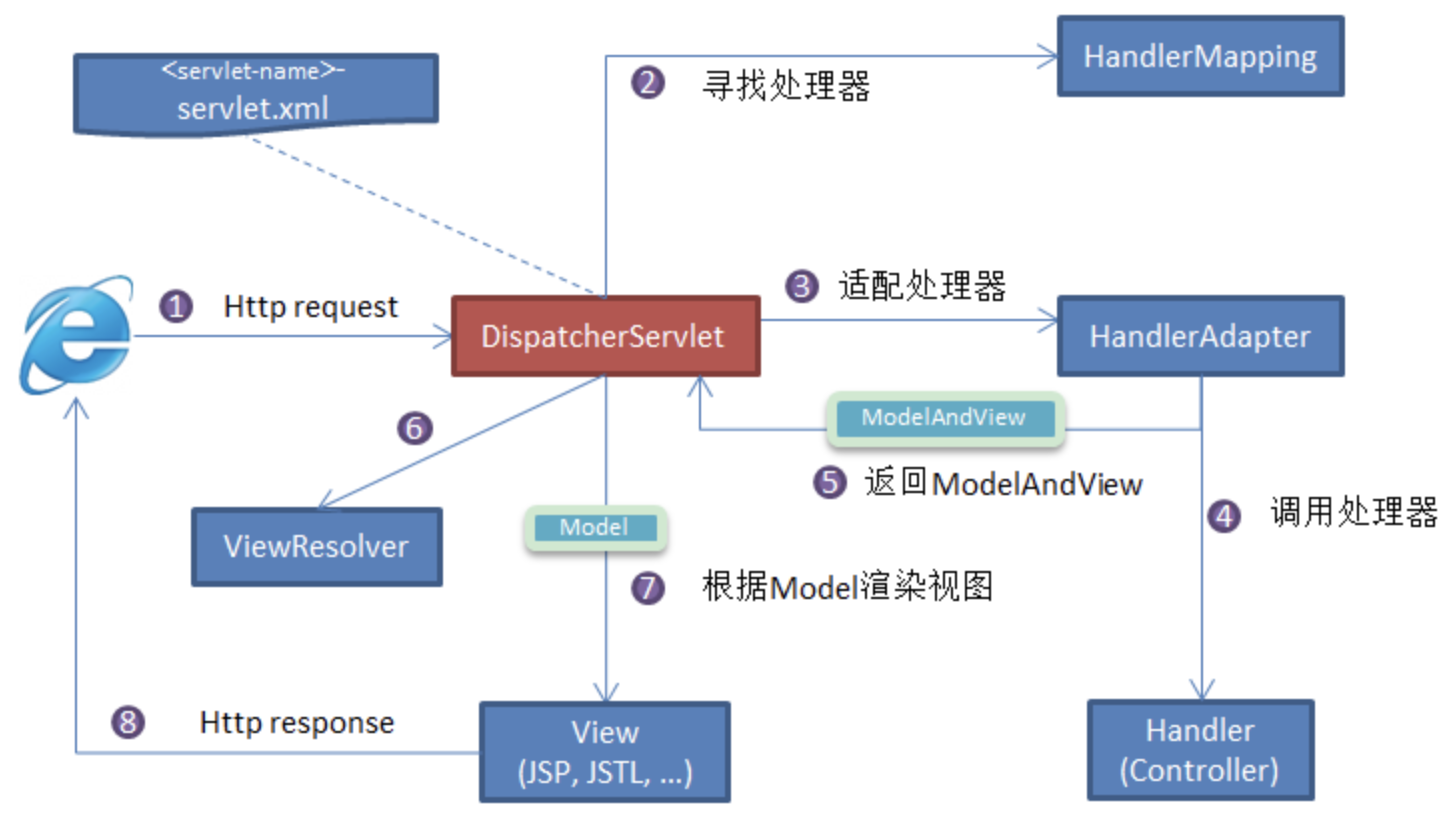 <servlet-name>-
servlet.xml
2 寻找处理器
HandlerMapping
1 Http request
DispatcherServlet
3 适配处理器
HandlerAdapter
ModelAndView
5 返回ModelAndView
4 调用处理器
6
ViewResolver
Model
7 根据Model渲染视图
8 Http response
View
(JSP, JSTL, ...)
Handler
(Controller)